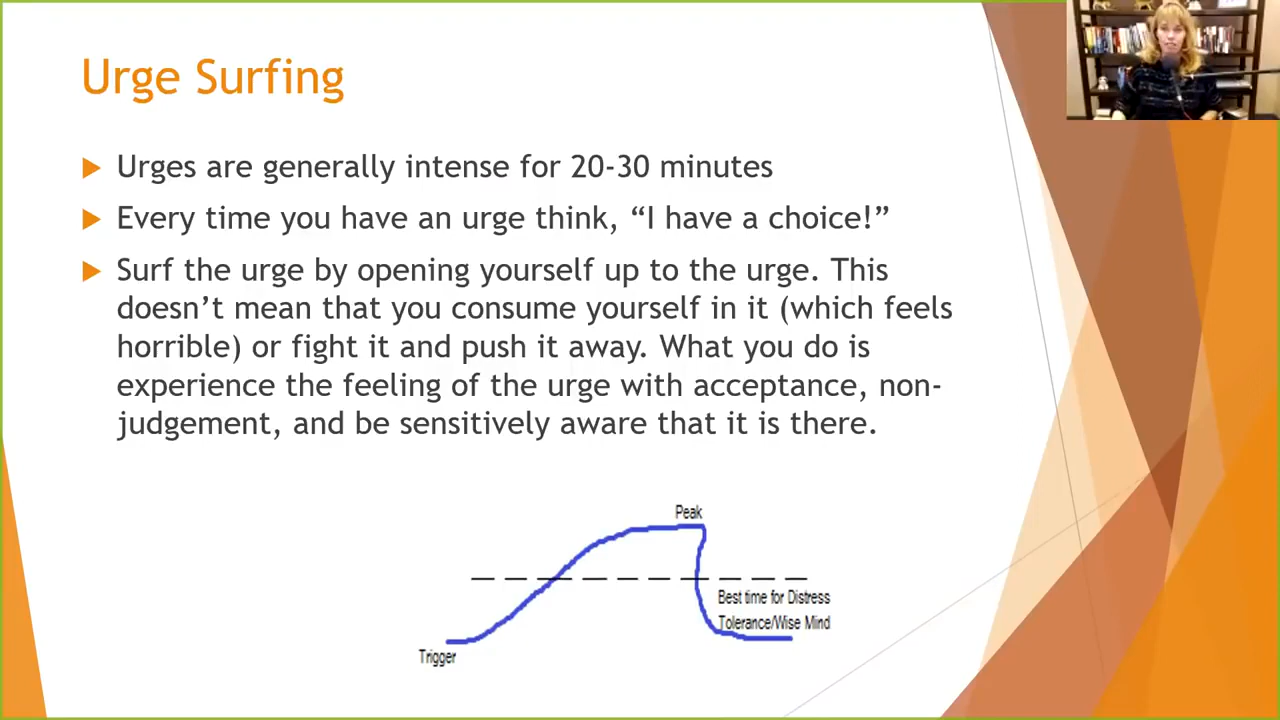 Urge Surfing
Urges are generally intense for 20-30 minutes
Every time you have an urge think, “I have a choice!”
Surf the urge by opening yourself up to the urge. This
doesn’t mean that you consume yourself in it (which feels
horrible) or fight it and push it away. What you do is
experience the feeling of the urge with acceptance, non-
judgement, and be sensitively aware that it is there.
Peak
Best time for Distress
Tolerance/Wise Mind
Trigger